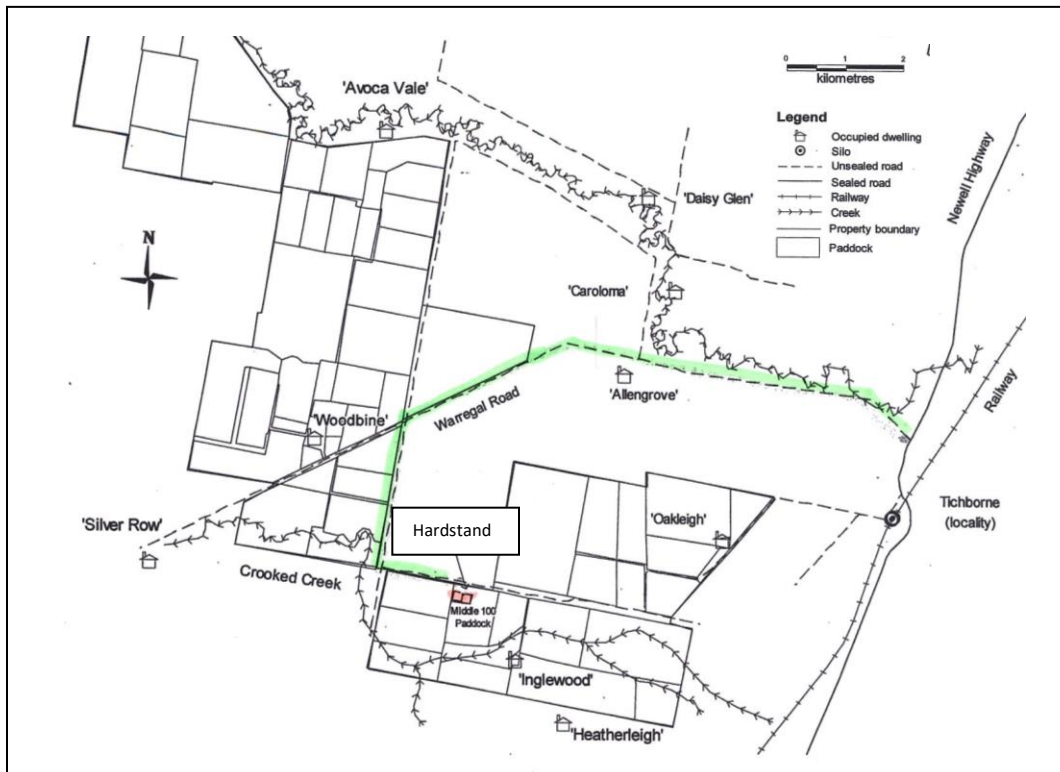 'Avoca Vale'
0 1 2
kilometres
Legend
Occupied dwelling
Silo
Unsealed road
Sealed road
Railway
Creek
Property boundary
Paddock
Newell Highway
'Daisy Glen'
N
'Caroloma'
Railway
'Allengrove'
Warregal Road
'Woodbine'
'Oakleigh'
Tichborne
(locality)
Hardstand
'Silver Row'
Crooked Creek
Middle 100
Paddock
'Inglewood'
'Heatherleigh'